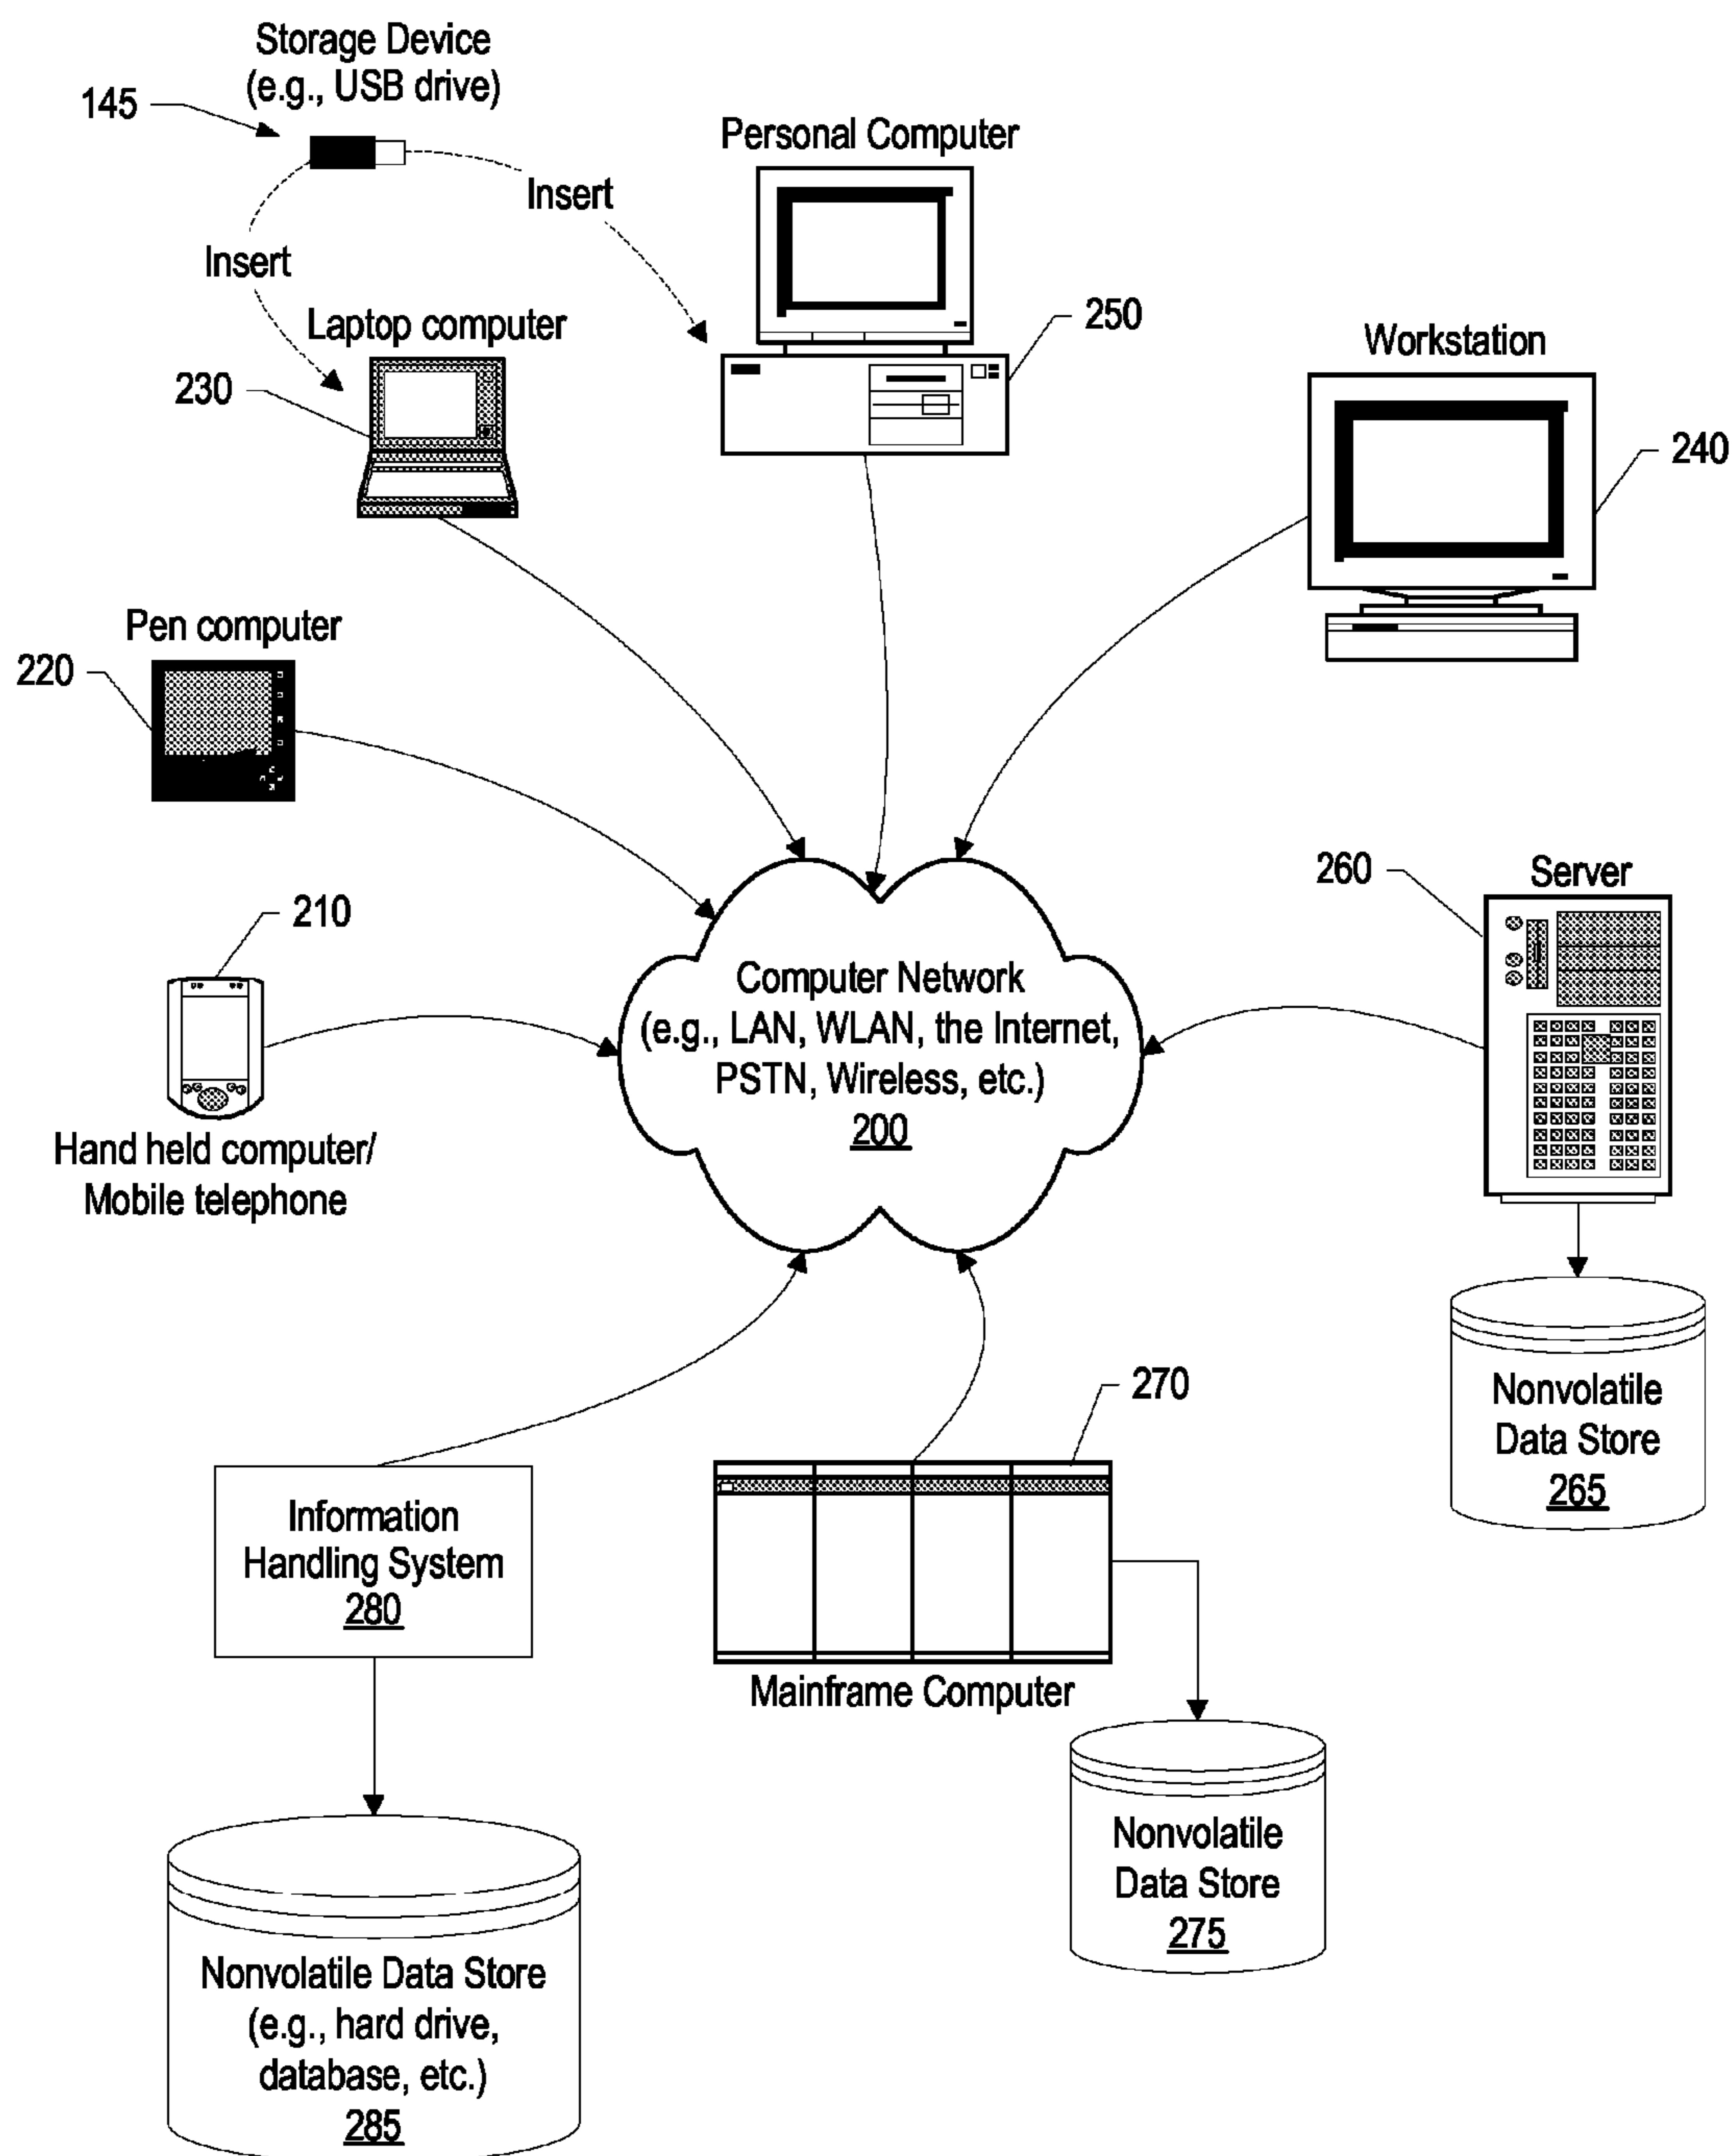 Storage Device
(e.g., USB drive)
145
Personal Computer
Insert
Insert
Laptop computer
250
Workstation
230
240
Pen computer
220
260
Server
210
Computer Network
(e.g., LAN, WLAN, the Internet,
PSTN, Wireless, etc.)
200
Hand held computer/
Mobile telephone
270
Nonvolatile
Data Store
265
Information
Handling System
280
Mainframe Computer
Nonvolatile
Data Store
275
Nonvolatile Data Store
(e.g., hard drive,
database, etc.)
285